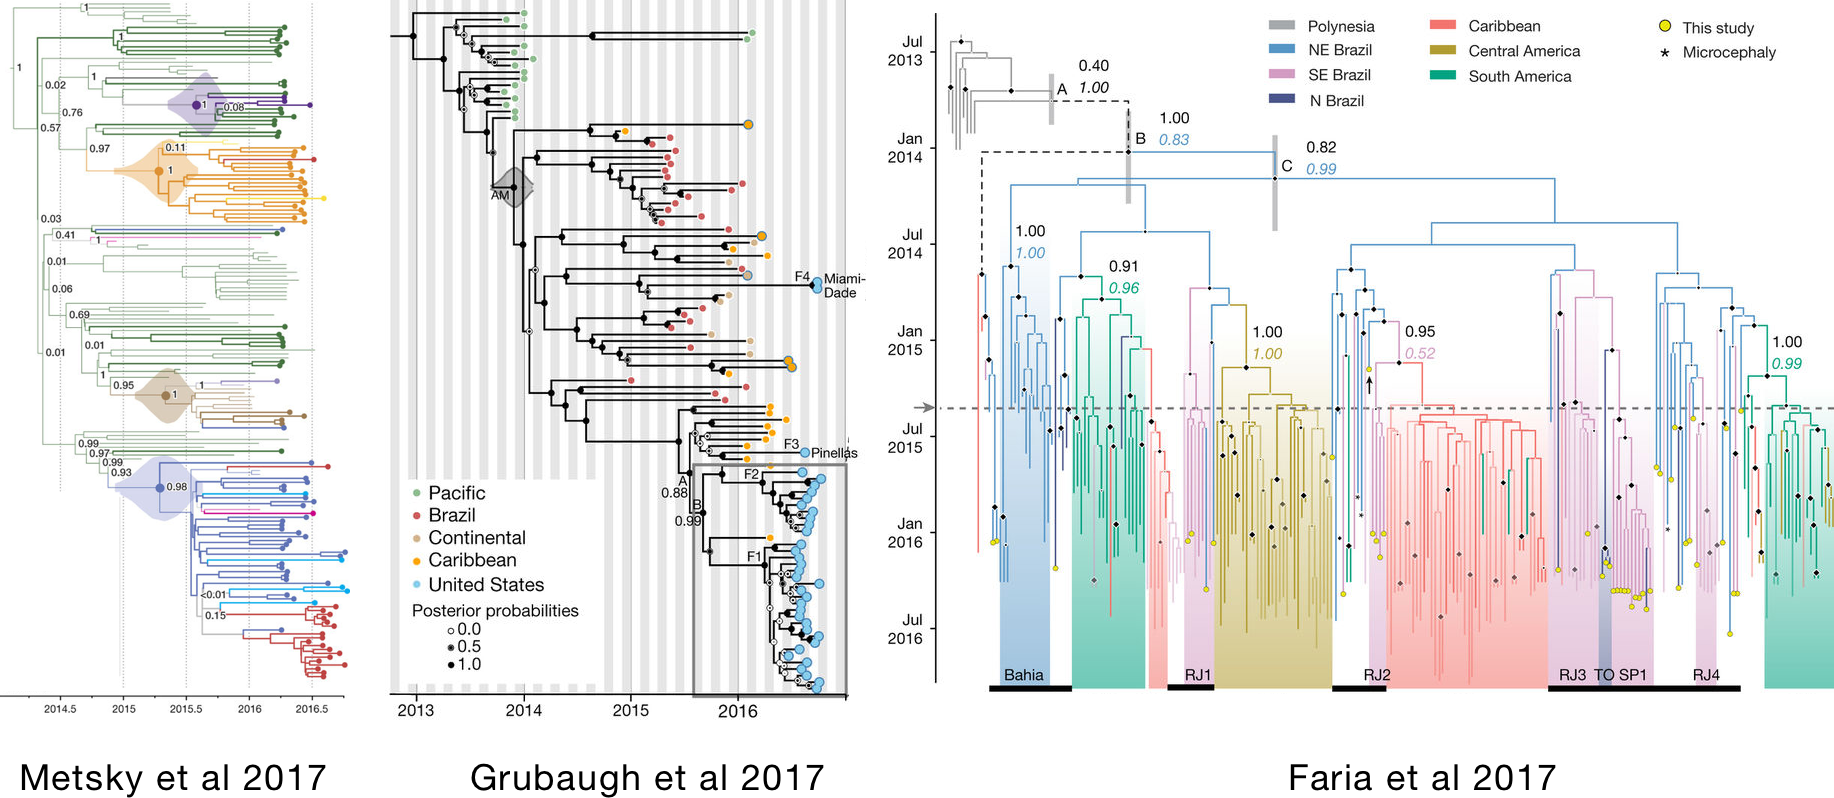 1
1
1
1
0.02
0.08
0.76
0.57
0.97
0.11
1
0.03
0.41
1
0.01
0.06
0.69
0.01
0.01
1
0.95
1
1
0.99
0.97
0.99
0.93
0.98
<0.01
0.15
2014.5 2015 2015.5 2016 2016.5
Metsky et al 2017
AM
F4 Miami-
Dade
F3 Pinellas
A
0.88
F2
B
0.99
F1
Pacific
Brazil
Continental
Caribbean
United States
Posterior probabilities
0.0
0.5
1.0
2013 2014 2015 2016
Grubaugh et al 2017
Polynesia
NE Brazil
SE Brazil
N Brazil
Caribbean
Central America
South America
This study
* Microcephaly
Jul
2013
Jan
2014
Jul
2014
Jan
2015
Jul
2015
Jan
2016
Jul
2016
A
0.40
1.00
B
1.00
0.83
C
0.82
0.99
1.00
1.00
0.91
0.96
1.00
1.00
0.95
0.52
1.00
0.99
*
*
*
Bahia RJ1 RJ2 RJ3 TO SP1 RJ4
Faria et al 2017